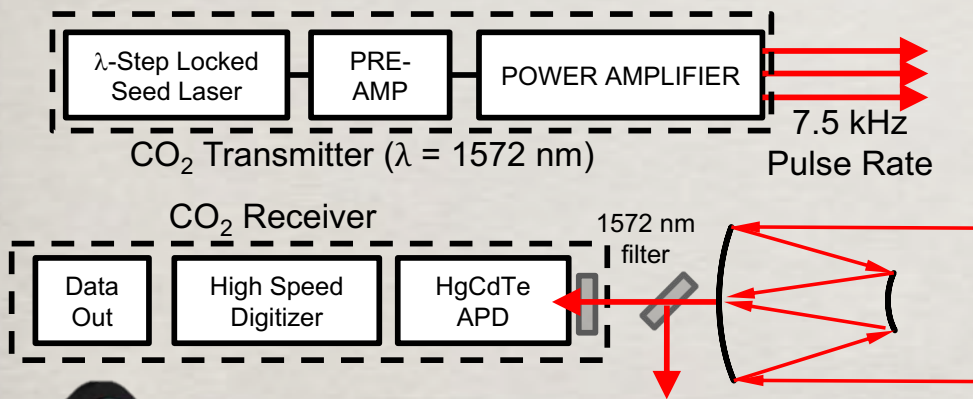 λ-Step Locked
Seed Laser
PRE-
AMP
POWER AMPLIFIER
7.5 kHz
Pulse Rate
CO₂ Transmitter (λ = 1572 nm)
CO₂ Receiver
1572 nm
filter
Data
Out
High Speed
Digitizer
HgCdTe
APD